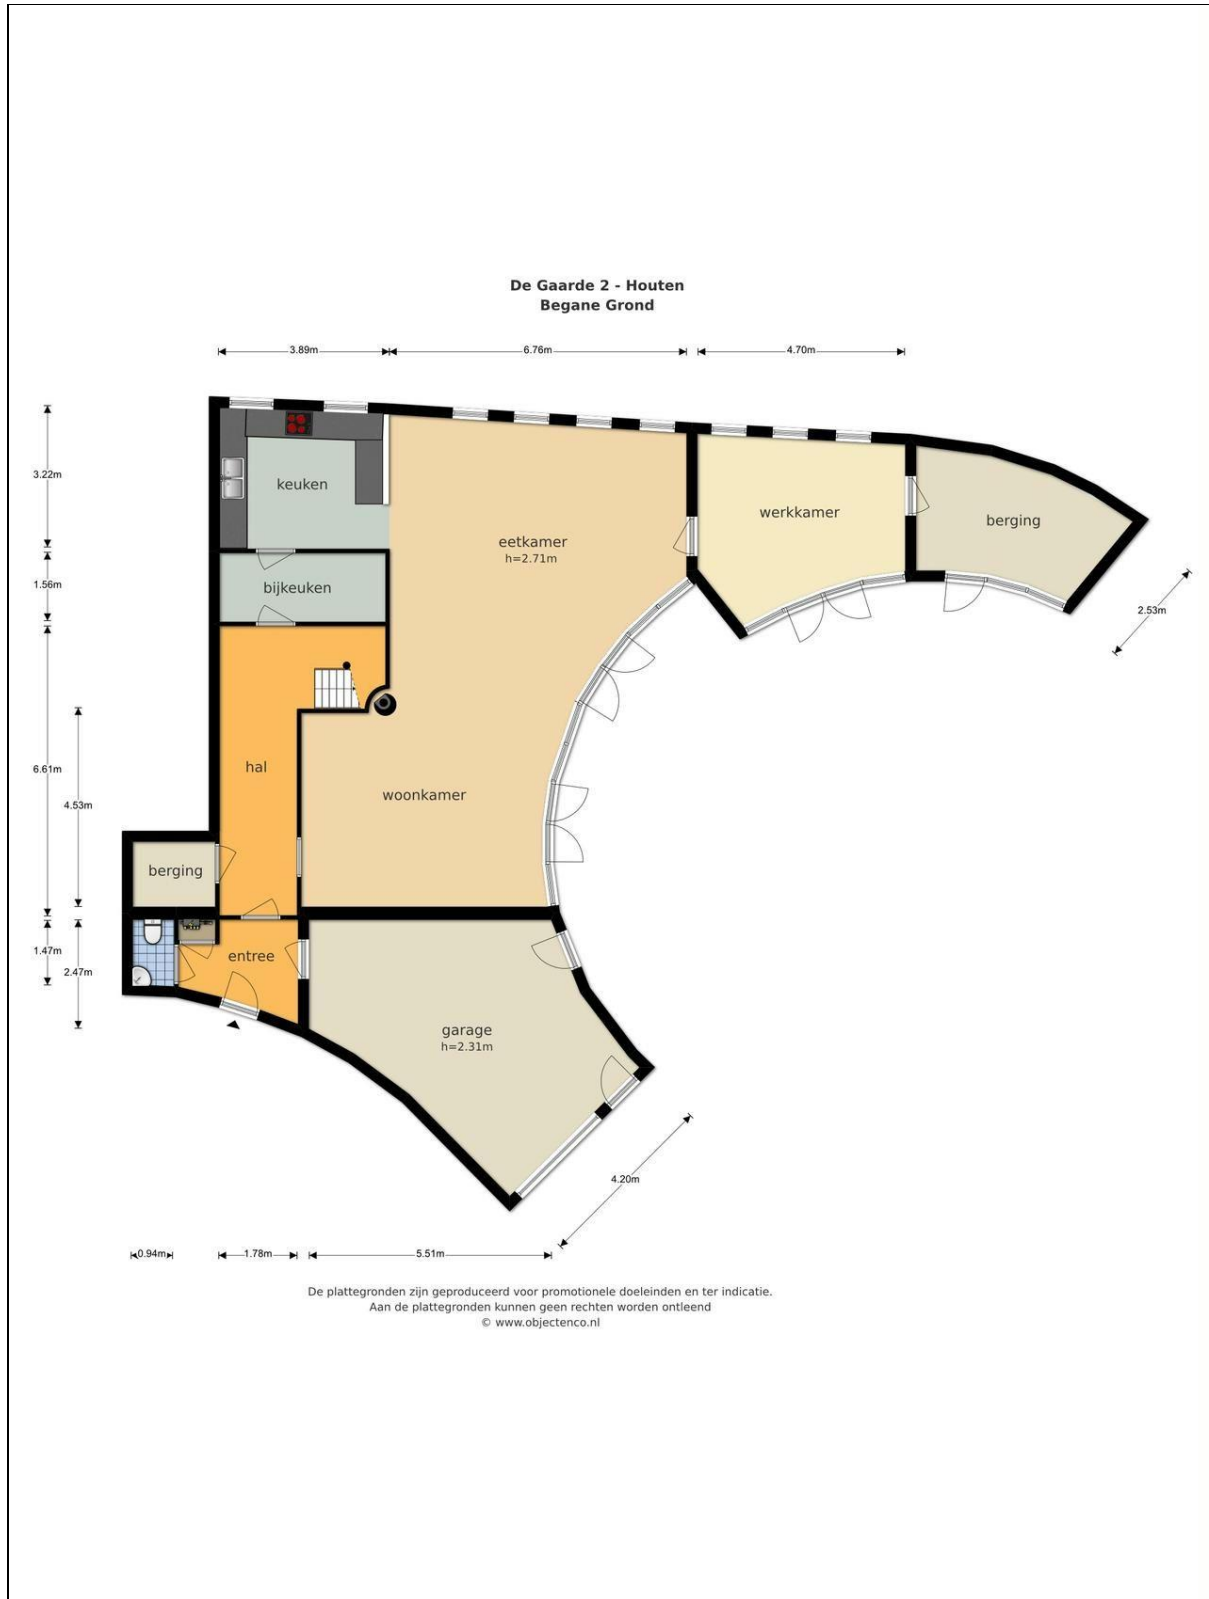 De Gaarde 2 - Houten
Begane Grond
3.89m
6.76m
4.70m
3.22m
keuken
werkkamer
berging
eetkamer
h=2.71m
1.56m
bijkeuken
2.53m
hal
6.61m
woonkamer
4.53m
berging
1.47m
entree
2.47m
garage
h=2.31m
4.20m
0.94m
1.78m
5.51m
De plattegronden zijn geproduceerd voor promotionele doeleinden en ter indicatie.
Aan de plattegronden kunnen geen rechten worden ontleend
© www.objectenco.nl